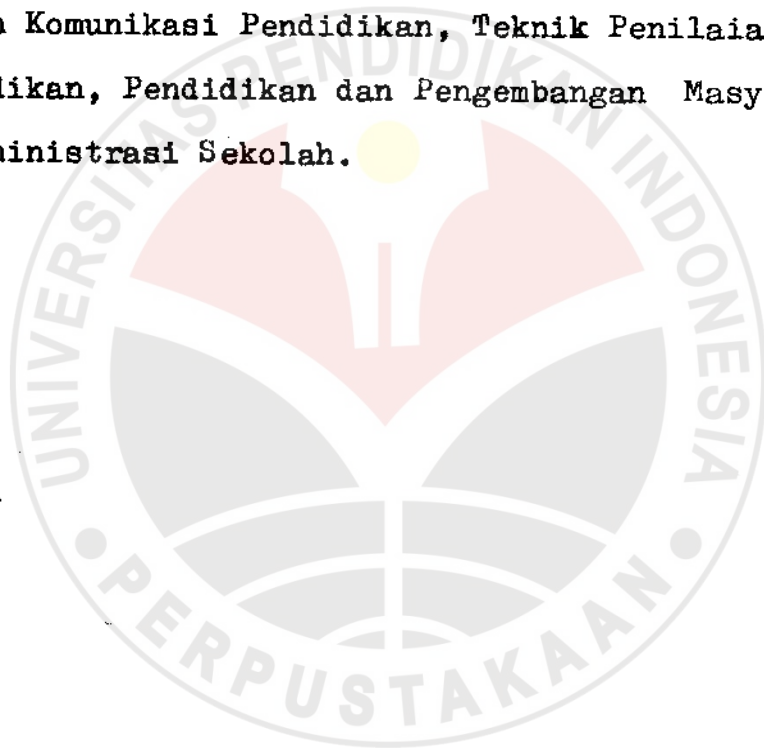 Komunikasi Pendidikan, Teknik Penilaia
dikan, Pendidikan dan Pengembangan Masy
ministrasi Sekolah.
UNIVERSITAS PENDIDIKAN INDONESIA
PERPUSTAKAAN